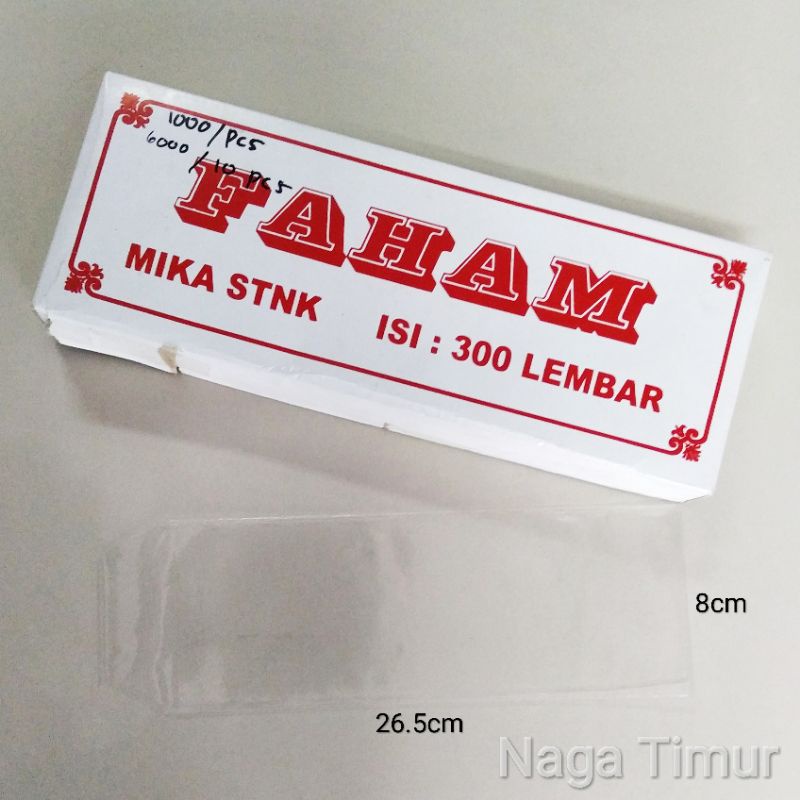 1000/PCS
6000/10 PCS
FAHAM
MIKA STNK ISI : 300 LEMBAR
8cm
26.5cm
Naga Timur